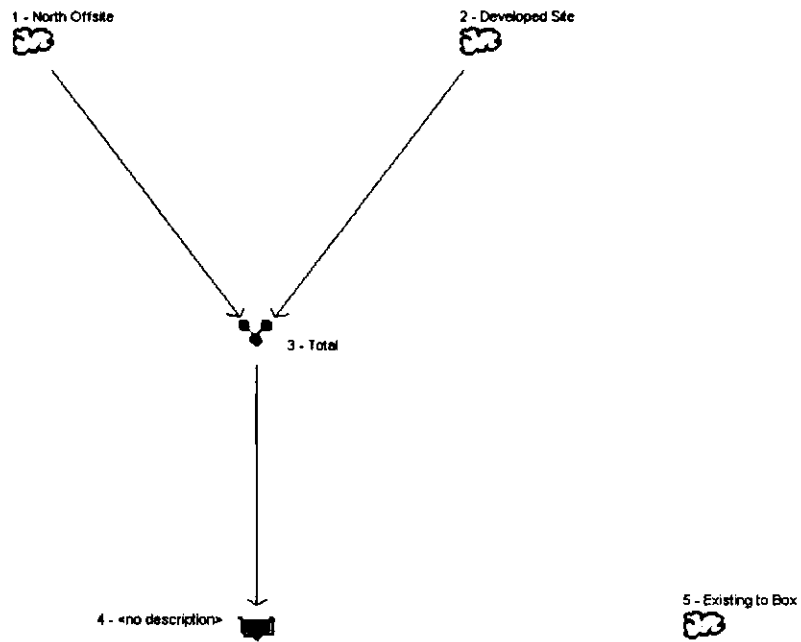 1 - North Offsite
2 - Developed Site
3 - Total
4 - <no description>
5 - Existing to Box